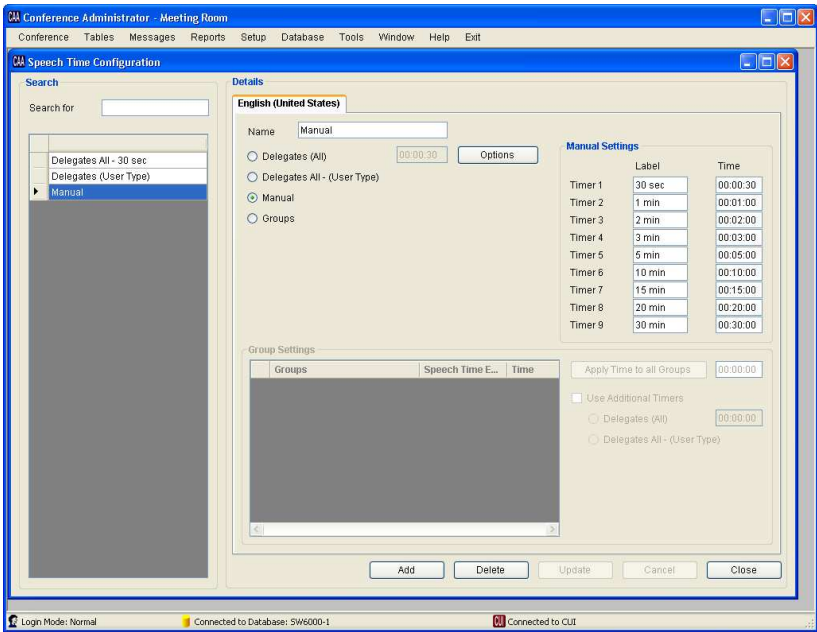 CAA Conference Administrator - Meeting Room
Conference Tables Messages Reports Setup Database Tools Window Help Exit
CAA Speech Time Configuration
Search
Search for
Delegates All - 30 sec
Delegates (User Type)
Manual
Details
English (United States)
Name Manual
Delegates (All) 00:00:30 Options
Delegates All - (User Type)
Manual
Groups
Manual Settings
Label Time
Timer 1 30 sec 00:00:30
Timer 2 1 min 00:01:00
Timer 3 2 min 00:02:00
Timer 4 3 min 00:03:00
Timer 5 5 min 00:05:00
Timer 6 10 min 00:10:00
Timer 7 15 min 00:15:00
Timer 8 20 min 00:20:00
Timer 9 30 min 00:30:00
Group Settings
Groups Speech Time E... Time
Apply Time to all Groups 00:00:00
Use Additional Timers
Delegates (All) 00:00:00
Delegates All - (User Type)
Add Delete Update Cancel Close
Login Mode: Normal Connected to Database: SW6000-1 CUI Connected to CUI